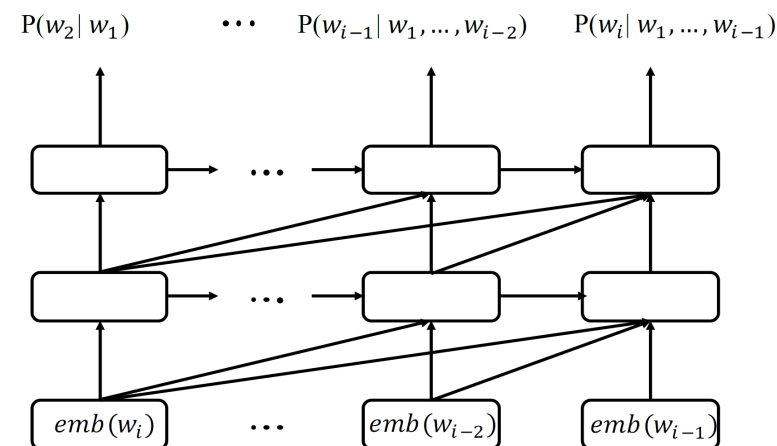 P(w₂| w₁) ⋯ P(wᵢ₋₁| w₁, …, wᵢ₋₂) P(wᵢ| w₁, …, wᵢ₋₁)
…
…
emb(wᵢ) … emb(wᵢ₋₂) emb(wᵢ₋₁)